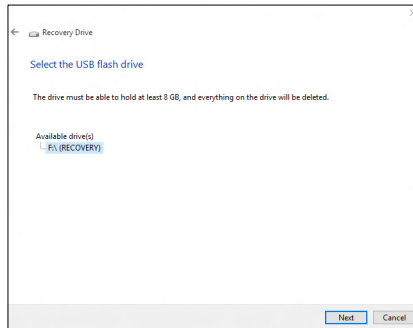 Recovery Drive
Select the USB flash drive
The drive must be able to hold at least 8 GB, and everything on the drive will be deleted.
Available drive(s)
F:\ (RECOVERY)
Next Cancel